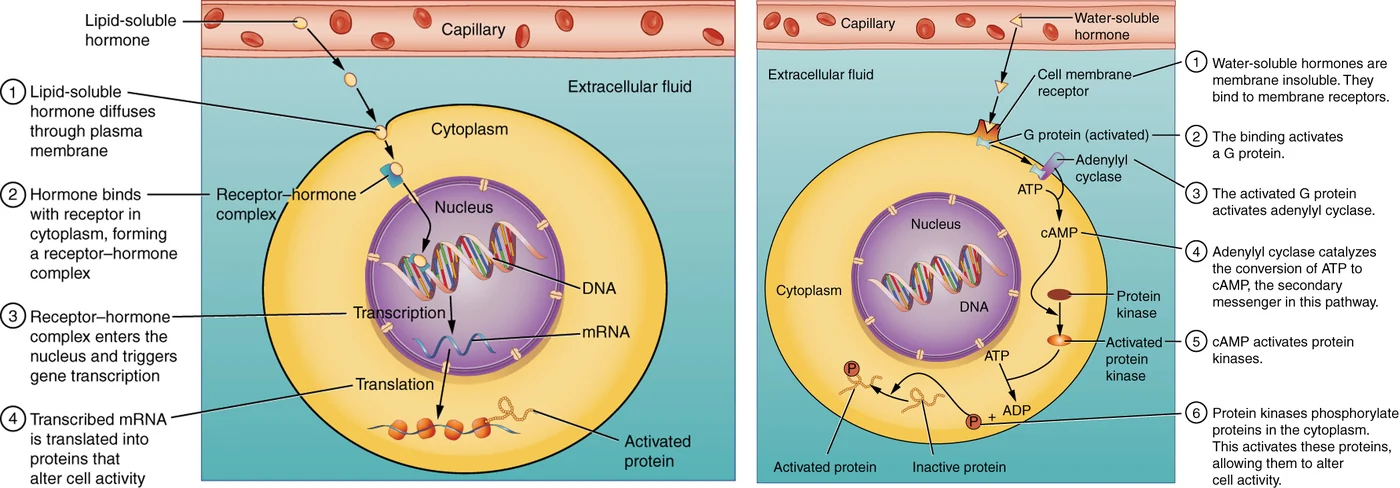 Lipid-soluble
hormone
1 Lipid-soluble
hormone diffuses
through plasma
membrane
2 Hormone binds
with receptor in
cytoplasm, forming
a receptor–hormone
complex
3 Receptor–hormone
complex enters the
nucleus and triggers
gene transcription
4 Transcribed mRNA
is translated into
proteins that
alter cell activity
Capillary
Extracellular fluid
Cytoplasm
Receptor–hormone
complex
Nucleus
DNA
Transcription
mRNA
Translation
Activated
protein
Capillary
Water-soluble
hormone
Extracellular fluid
Cell membrane
receptor
G protein (activated)
Adenylyl
cyclase
ATP
cAMP
Nucleus
Cytoplasm
DNA
Protein
kinase
Activated
protein
kinase
ATP
ADP
P
P +
Activated protein
Inactive protein
1 Water-soluble hormones are
membrane insoluble. They
bind to membrane receptors.
2 The binding activates
a G protein.
3 The activated G protein
activates adenylyl cyclase.
4 Adenylyl cyclase catalyzes
the conversion of ATP to
cAMP, the secondary
messenger in this pathway.
5 cAMP activates protein
kinases.
6 Protein kinases phosphorylate
proteins in the cytoplasm.
This activates these proteins,
allowing them to alter
cell activity.